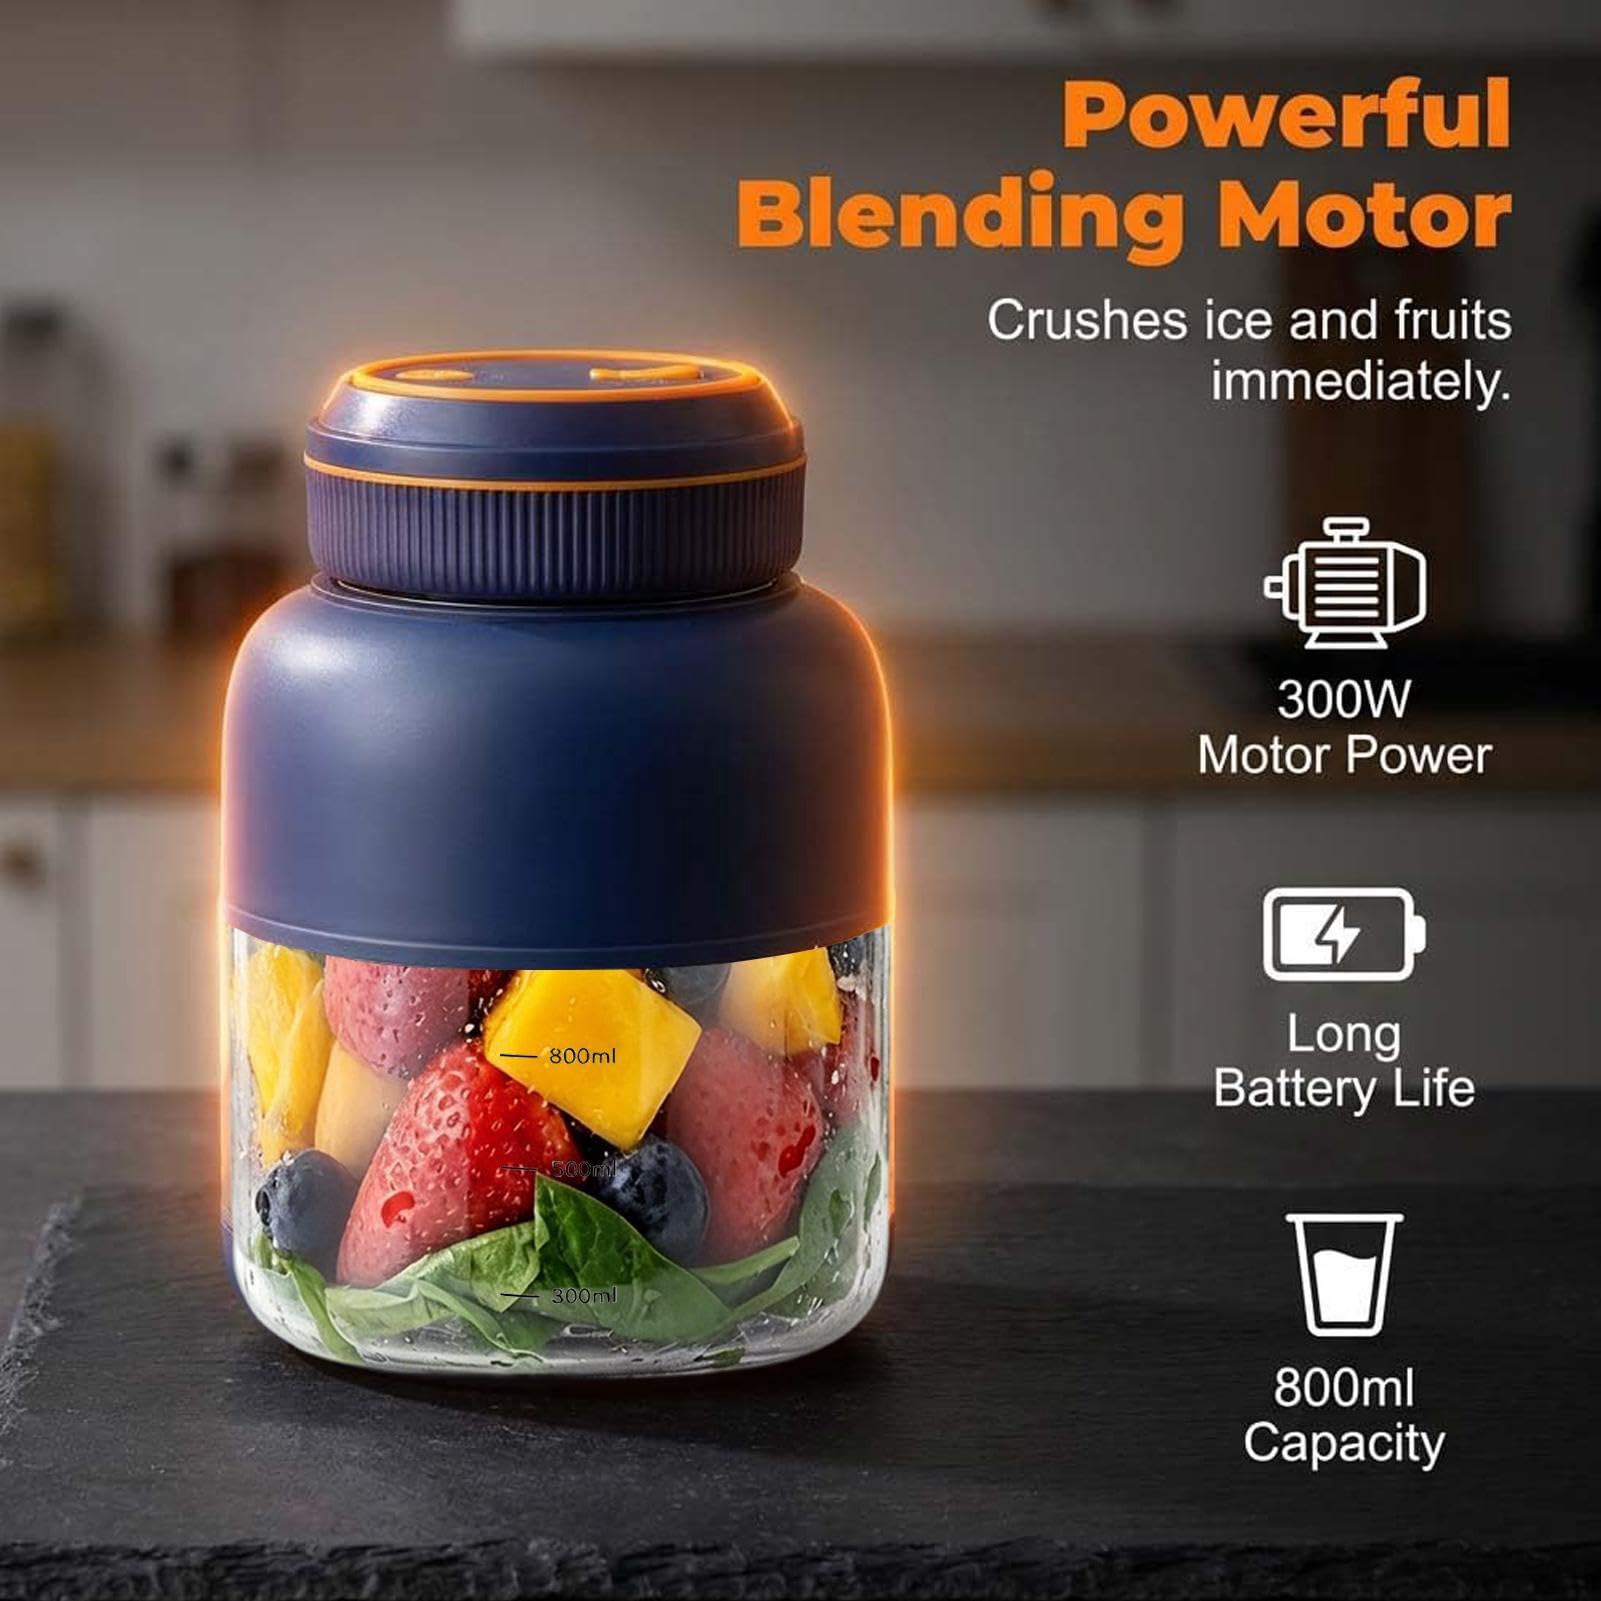 Powerful
Blending Motor
Crushes ice and fruits
immediately.
300W
Motor Power
Long
Battery Life
800ml
Capacity
800ml
500ml
300ml